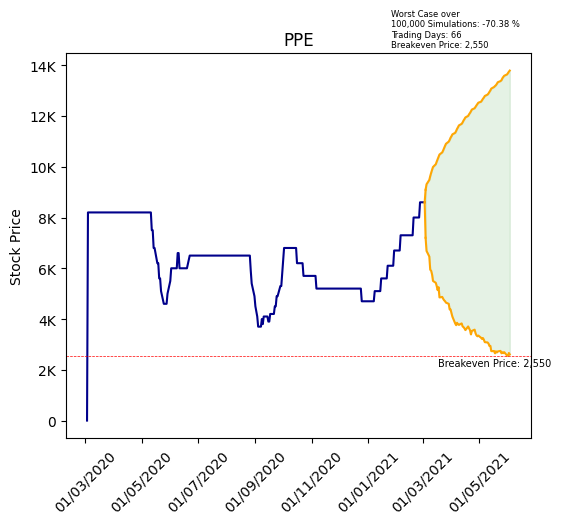 Worst Case over
100,000 Simulations: -70.38 %
Trading Days: 66
Breakeven Price: 2,550
PPE
Stock Price
14K
12K
10K
8K
6K
4K
2K
0
Breakeven Price: 2,550
01/03/2020
01/05/2020
01/07/2020
01/09/2020
01/11/2020
01/01/2021
01/03/2021
01/05/2021